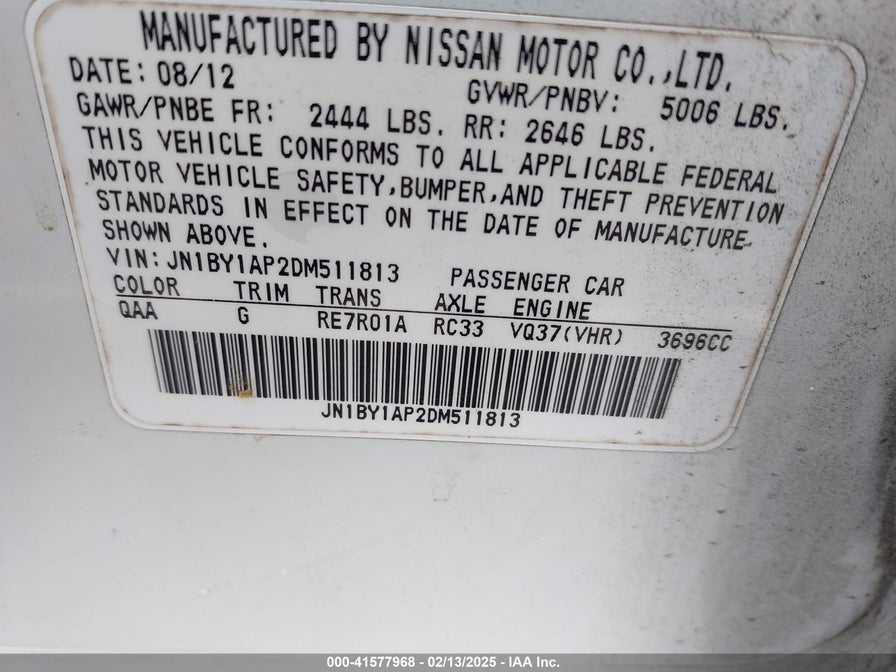 MANUFACTURED BY NISSAN MOTOR CO.,LTD.
DATE: 08/12 GVWR/PNBV: 5006 LBS.
GAWR/PNBE FR: 2444 LBS. RR: 2646 LBS.
THIS VEHICLE CONFORMS TO ALL APPLICABLE FEDERAL
MOTOR VEHICLE SAFETY,BUMPER,AND THEFT PREVENTION
STANDARDS IN EFFECT ON THE DATE OF MANUFACTURE
SHOWN ABOVE.
VIN: JN1BY1AP2DM511813 PASSENGER CAR
COLOR TRIM TRANS AXLE ENGINE
QAA G RE7R01A RC33 VQ37(VHR) 3696CC
JN1BY1AP2DM511813
000-41577968 - 02/13/2025 - IAA Inc.